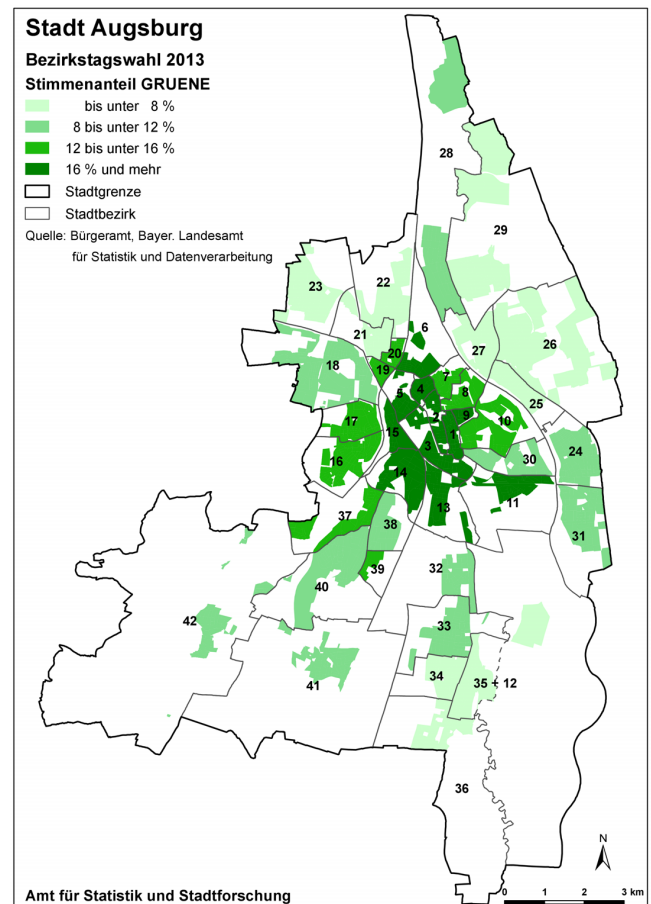 Stadt Augsburg
Bezirkstagswahl 2013
Stimmenanteil GRUENE
bis unter 8 %
8 bis unter 12 %
12 bis unter 16 %
16 % und mehr
Stadtgrenze
Stadtbezirk
Quelle: Bürgeramt, Bayer. Landesamt
für Statistik und Datenverarbeitung
28
29
23
22
6
21
20
27
26
18
19
7
5
4
8
25
2
9
17
10
15
1
3
24
16
30
14
11
13
37
38
31
39
32
40
42
33
34
35 + 12
41
36
N
Amt für Statistik und Stadtforschung
0 1 2 3 km